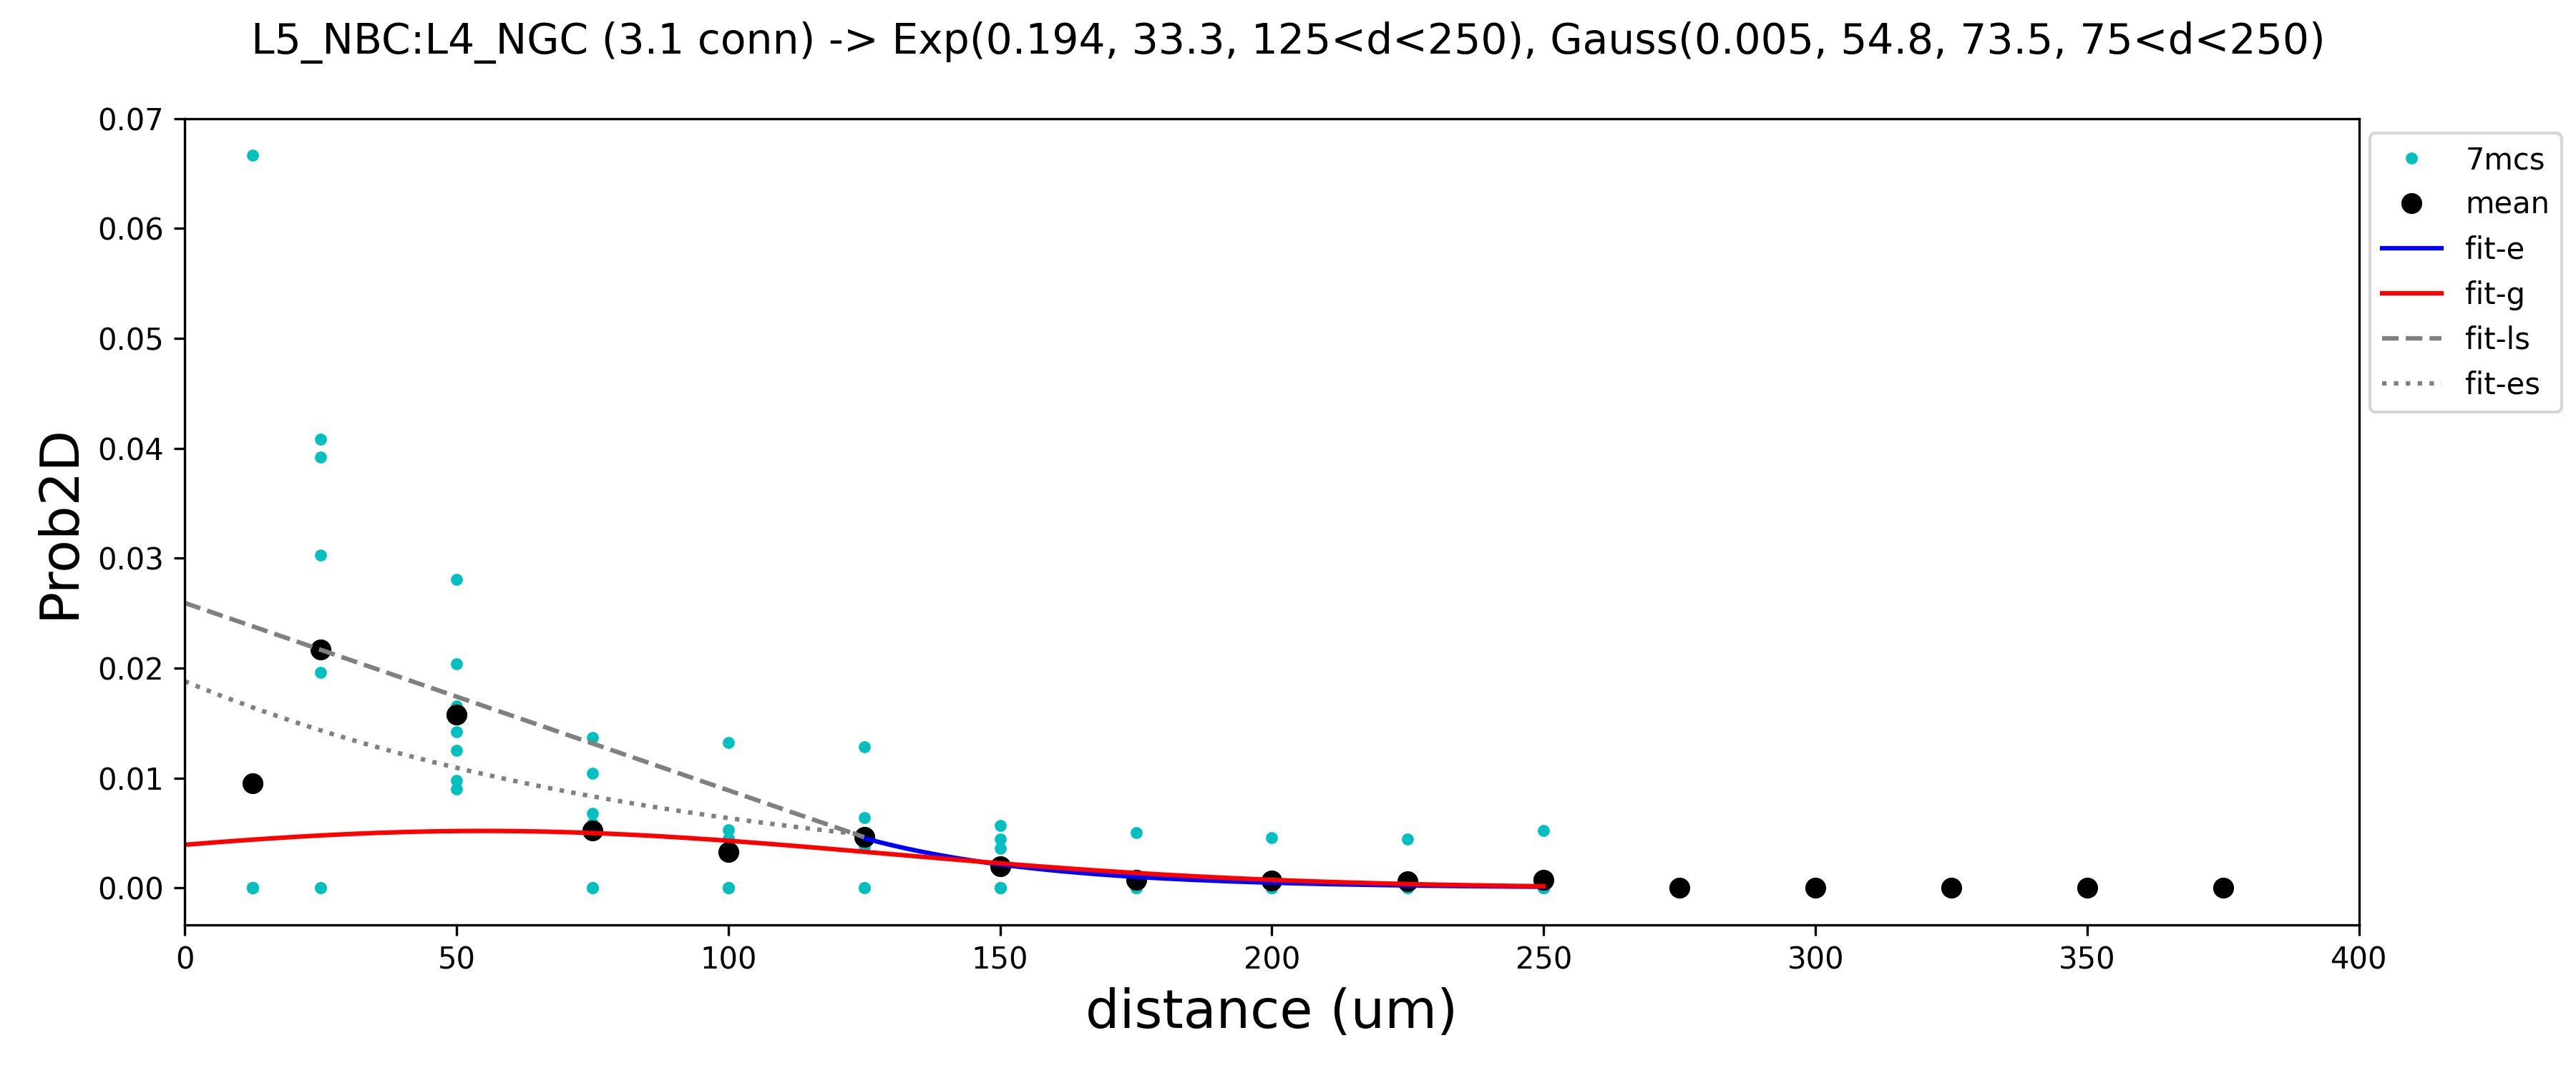 L5_NBC:L4_NGC (3.1 conn) -> Exp(0.194, 33.3, 125<d<250), Gauss(0.005, 54.8, 73.5, 75<d<250)
0.07
0.06
0.05
0.04
0.03
0.02
0.01
0.00
Prob2D
0 50 100 150 200 250 300 350 400
distance (um)
7mcs
mean
fit-e
fit-g
fit-ls
fit-es